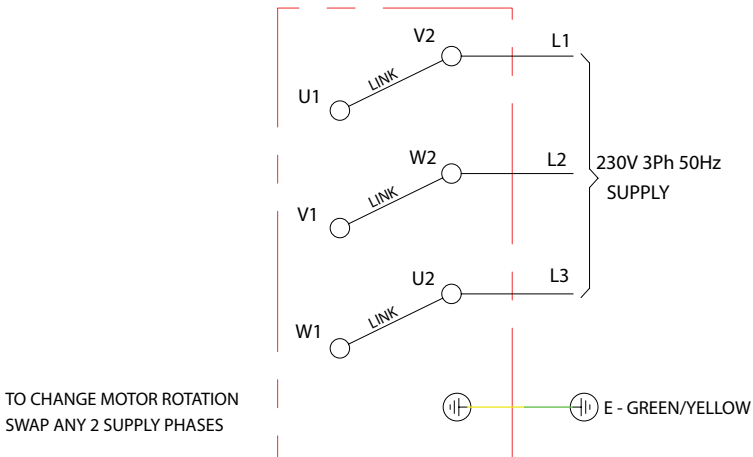 V2 L1
LINK
U1
W2 L2 230V 3Ph 50Hz
LINK SUPPLY
V1
U2 L3
LINK
W1
TO CHANGE MOTOR ROTATION
SWAP ANY 2 SUPPLY PHASES
E - GREEN/YELLOW